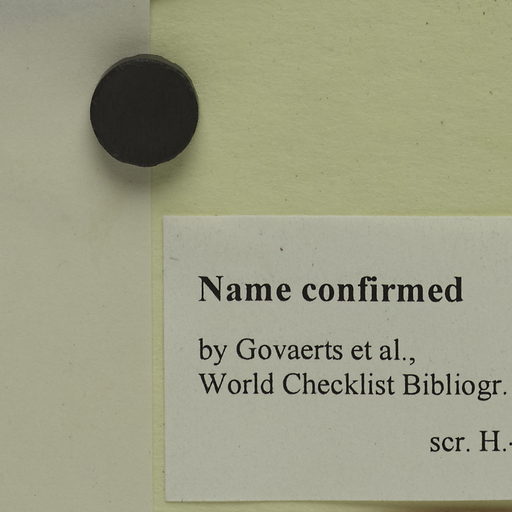 Name confirmed
by Govaerts et al.,
World Checklist Bibliogr.
scr. H.-